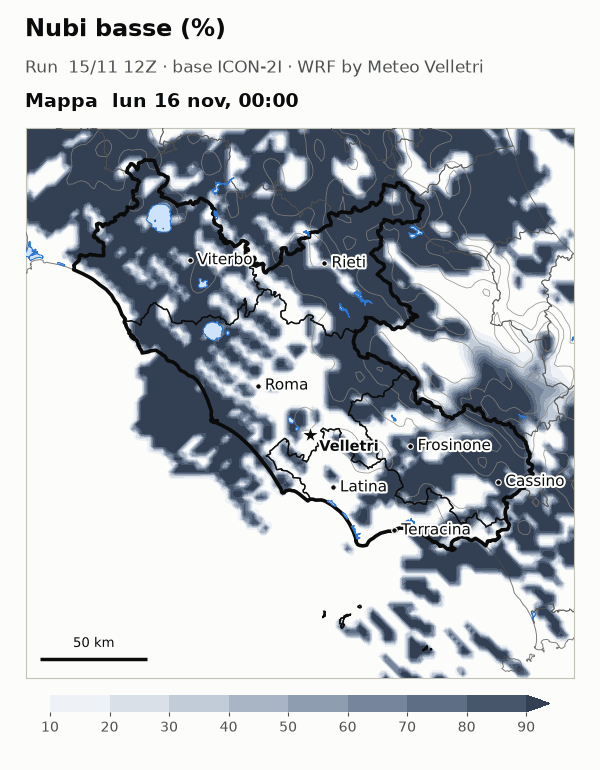 Nubi basse (%)
Run  15/11 12Z · base ICON-2I · WRF by Meteo Velletri
Mappa  lun 16 nov, 00:00
Viterbo
Rieti
Roma
Velletri
Frosinone
Latina
Cassino
Terracina
50 km
10 20 30 40 50 60 70 80 90